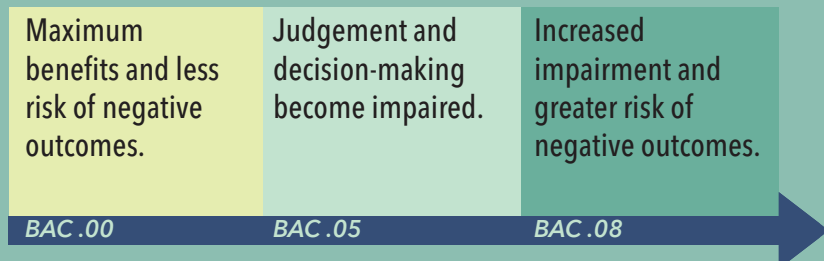 Maximum
benefits and less
risk of negative
outcomes.
Judgement and
decision-making
become impaired.
Increased
impairment and
greater risk of
negative outcomes.
BAC .00
BAC .05
BAC .08